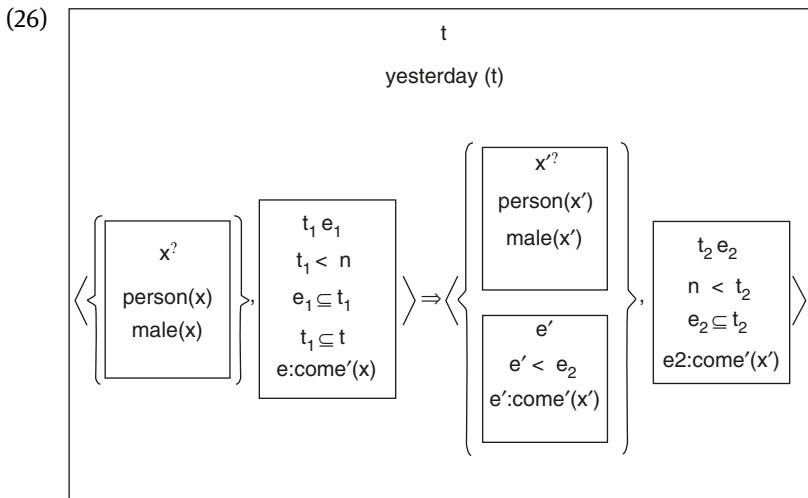 (26)
t
yesterday (t)
⟨ { x?
person(x)
male(x) } ,
t₁ e₁
t₁ < n
e₁ ⊆ t₁
t₁ ⊆ t
e:come′(x) ⟩ ⇒ ⟨ {
x′?
person(x′)
male(x′)
e′
e′ < e₂
e′:come′(x′) } ,
t₂ e₂
n < t₂
e₂ ⊆ t₂
e2:come′(x′) ⟩